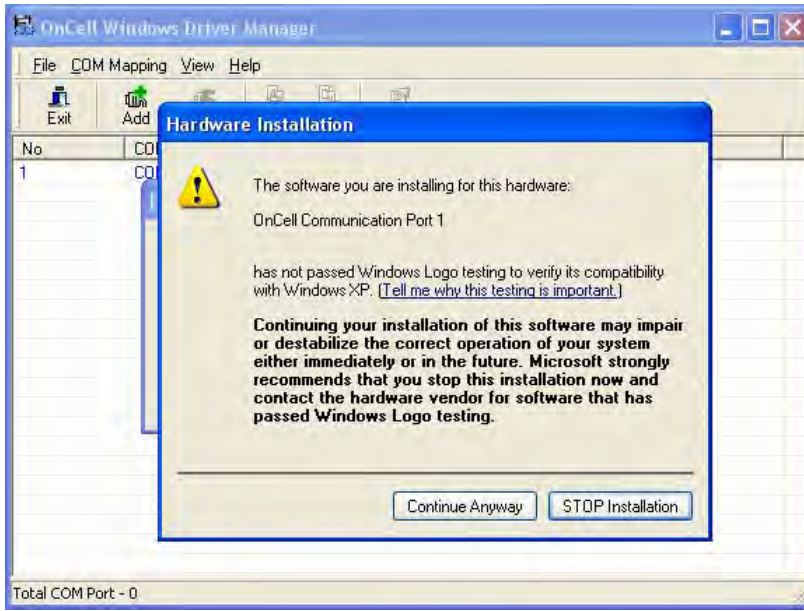 OnCell Windows Driver Manager
File COM Mapping View Help
Exit Add
No COM
1 COM
Hardware Installation
The software you are installing for this hardware:
OnCell Communication Port 1
has not passed Windows Logo testing to verify its compatibility
with Windows XP. (Tell me why this testing is important.)
Continuing your installation of this software may impair
or destabilize the correct operation of your system
either immediately or in the future. Microsoft strongly
recommends that you stop this installation now and
contact the hardware vendor for software that has
passed Windows Logo testing.
Continue Anyway STOP Installation
Total COM Port - 0